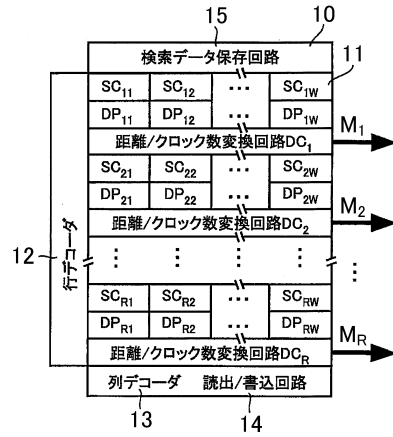 15
10
検索データ保存回路
11
SC11 SC12 ... SC1W
DP11 DP12 DP1W
距離/クロック数変換回路DC1
M1
SC21 SC22 ... SC2W
DP21 DP22 DP2W
距離/クロック数変換回路DC2
M2
12
行デコーダ
SCR1 SCR2 ... SCRW
DPR1 DPR2 DPRW
距離/クロック数変換回路DCR
MR
列デコーダ 読出/書込回路
13
14